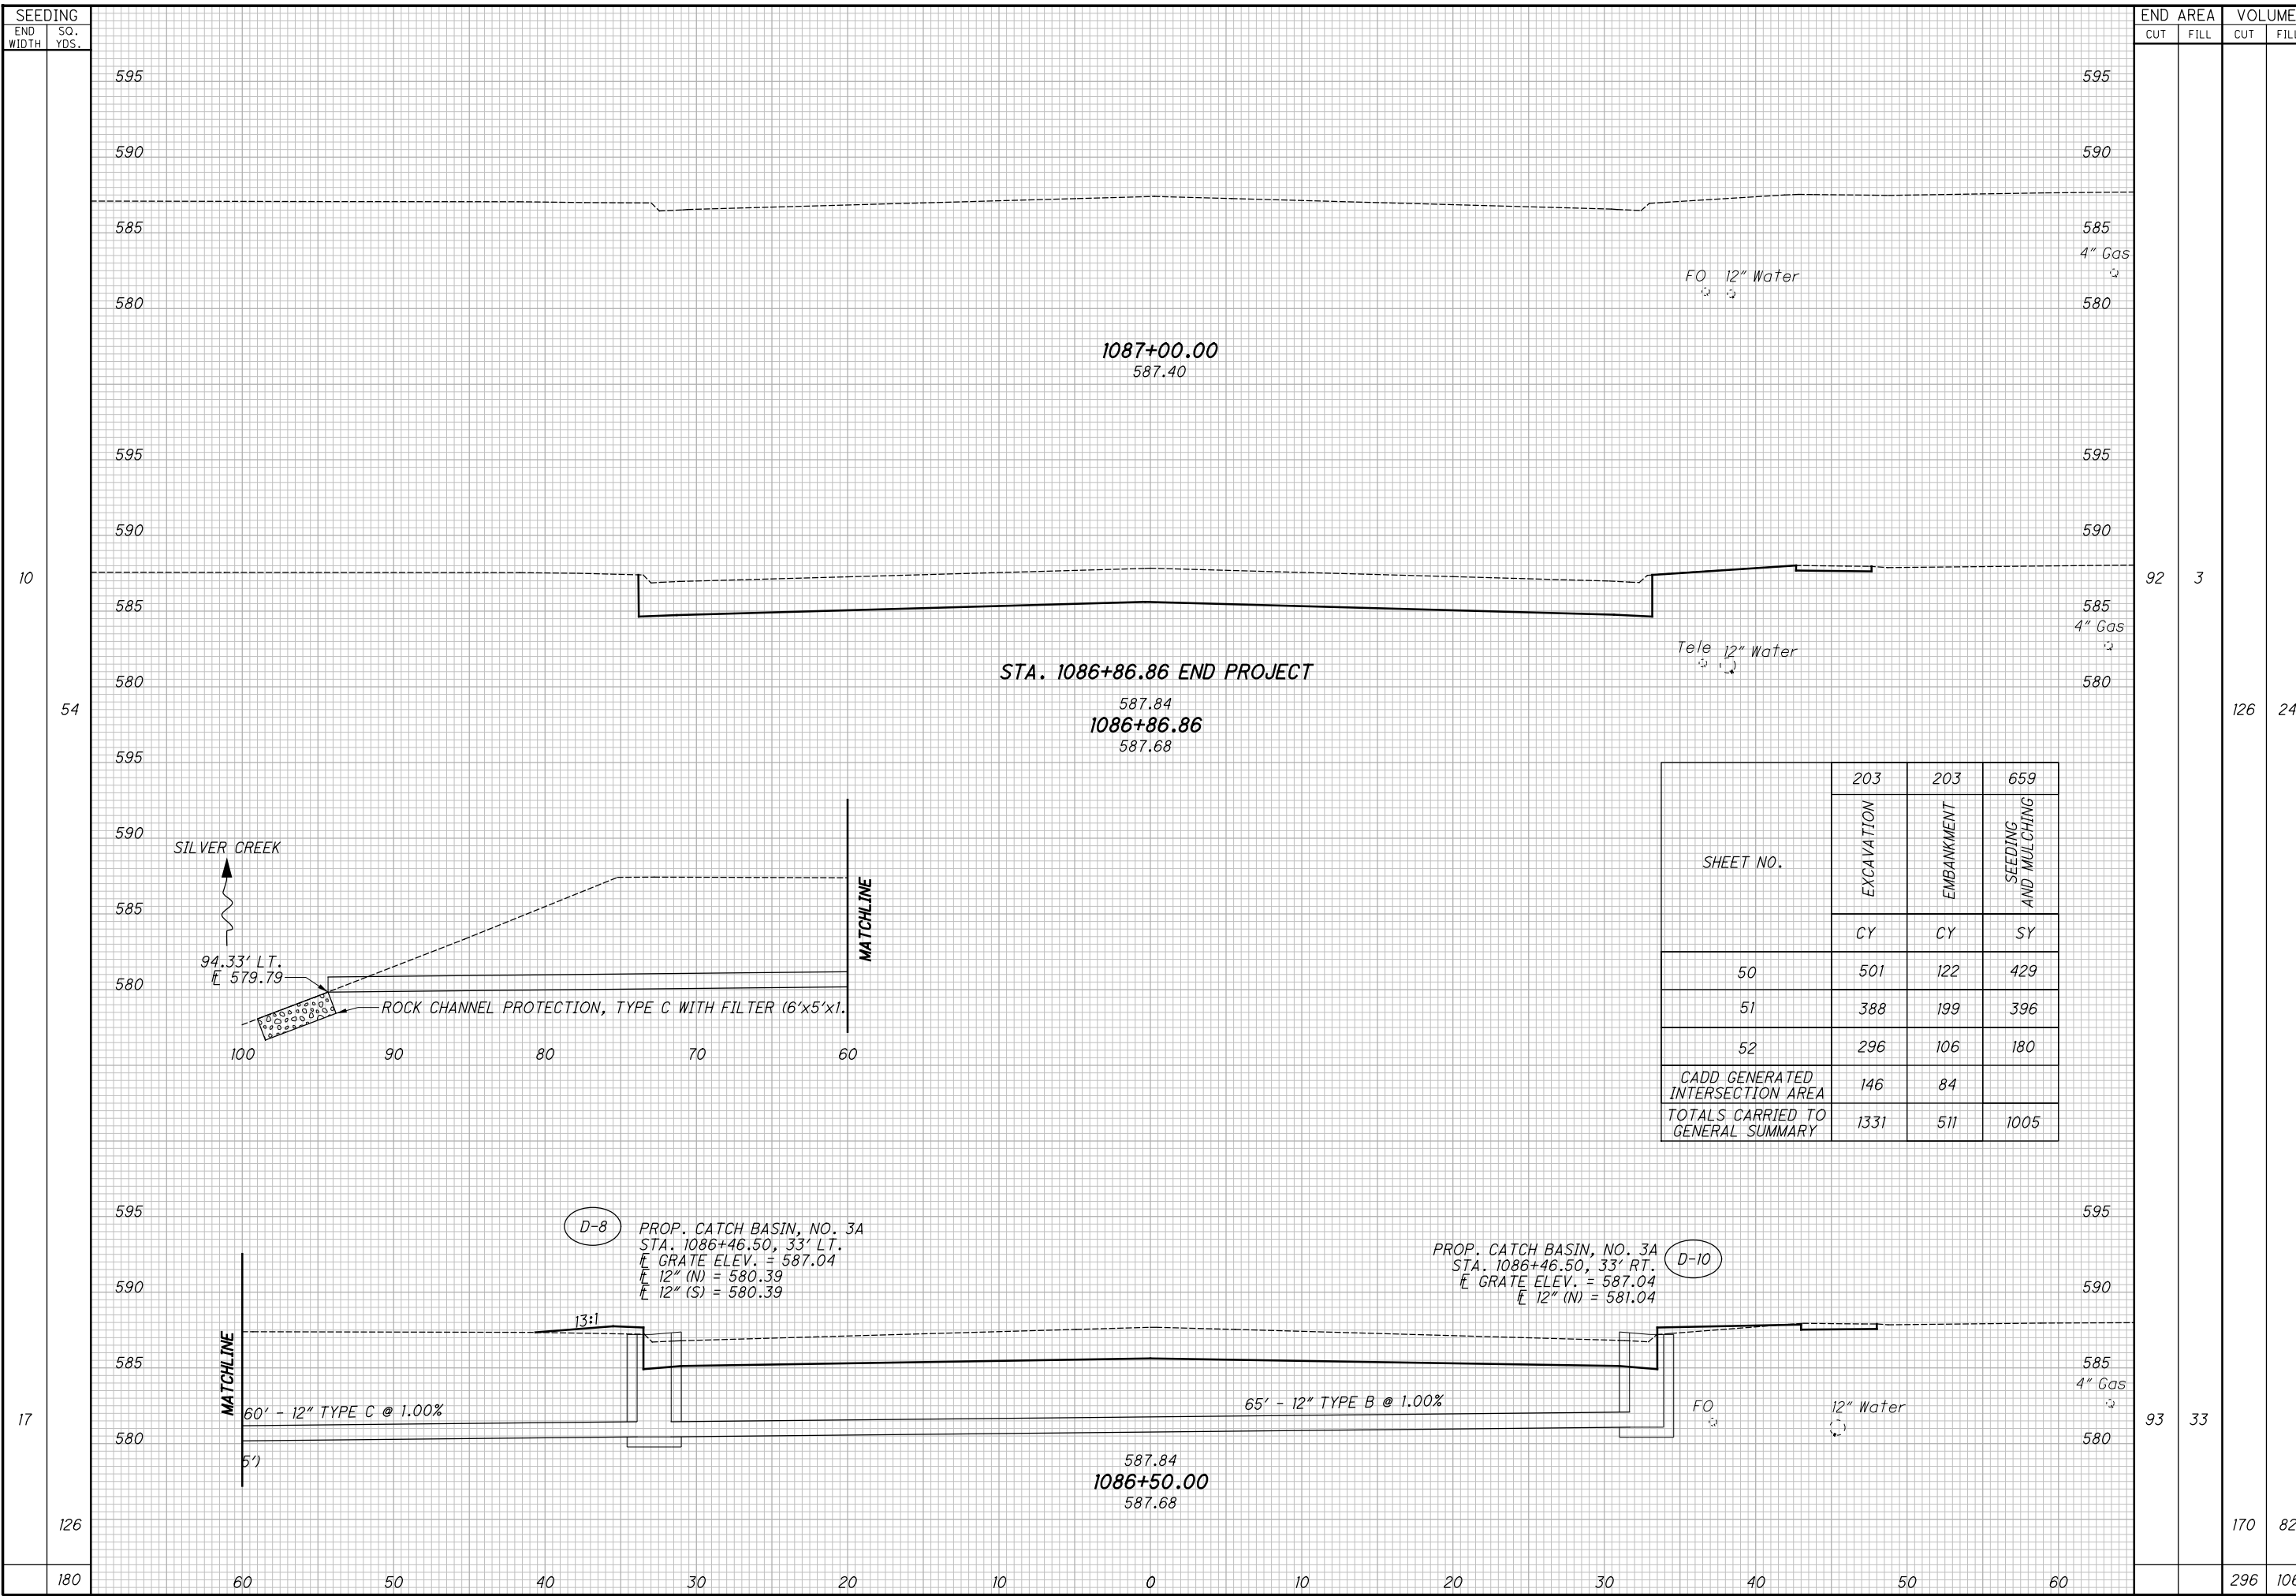 SEEDING
END WIDTH
SQ. YDS.
END AREA
VOLUME
CUT
FILL
CUT
595
595
590
590
585
585
4" Gas
FO 12" Water
580
580
1087+00.00
587.40
595
595
590
590
10
92
3
585
585
4" Gas
Tele 12" Water
STA. 1086+86.86 END PROJECT
580
580
587.84
54
126
24
1086+86.86
587.68
595
203
203
659
SHEET NO.
EXCAVATION
EMBANKMENT
SEEDING
AND MULCHING
CY
CY
SY
50
501
122
429
51
388
199
396
52
296
106
180
CADD GENERATED
INTERSECTION AREA
146
84
TOTALS CARRIED TO
GENERAL SUMMARY
1331
511
1005
590
SILVER CREEK
585
MATCHLINE
94.33' LT.
℄ 579.79
580
ROCK CHANNEL PROTECTION, TYPE C WITH FILTER (6'x5'x1.
100
90
80
70
60
595
595
D-8
PROP. CATCH BASIN, NO. 3A
STA. 1086+46.50, 33' LT.
℄ GRATE ELEV. = 587.04
℄ 12" (N) = 580.39
℄ 12" (S) = 580.39
PROP. CATCH BASIN, NO. 3A
STA. 1086+46.50, 33' RT.
℄ GRATE ELEV. = 587.04
℄ 12" (N) = 581.04
D-10
590
590
13:1
MATCHLINE
585
585
4" Gas
60' - 12" TYPE C @ 1.00%
65' - 12" TYPE B @ 1.00%
FO
12" Water
17
93
33
580
580
5')
587.84
1086+50.00
587.68
126
170
82
180
60
50
40
30
20
10
0
10
20
30
40
50
60
296